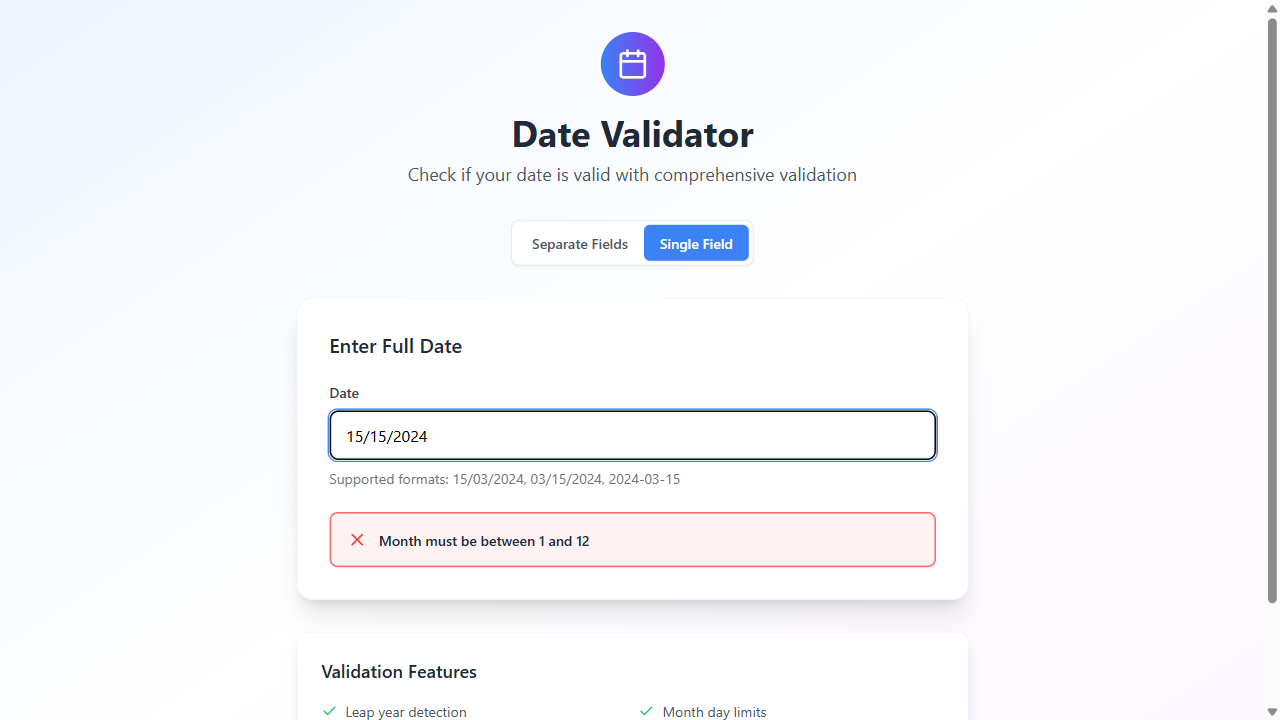 Date Validator
Check if your date is valid with comprehensive validation
Separate Fields
Single Field
Enter Full Date
Date
15/15/2024
Supported formats: 15/03/2024, 03/15/2024, 2024-03-15
Month must be between 1 and 12
Validation Features
Leap year detection
Month day limits